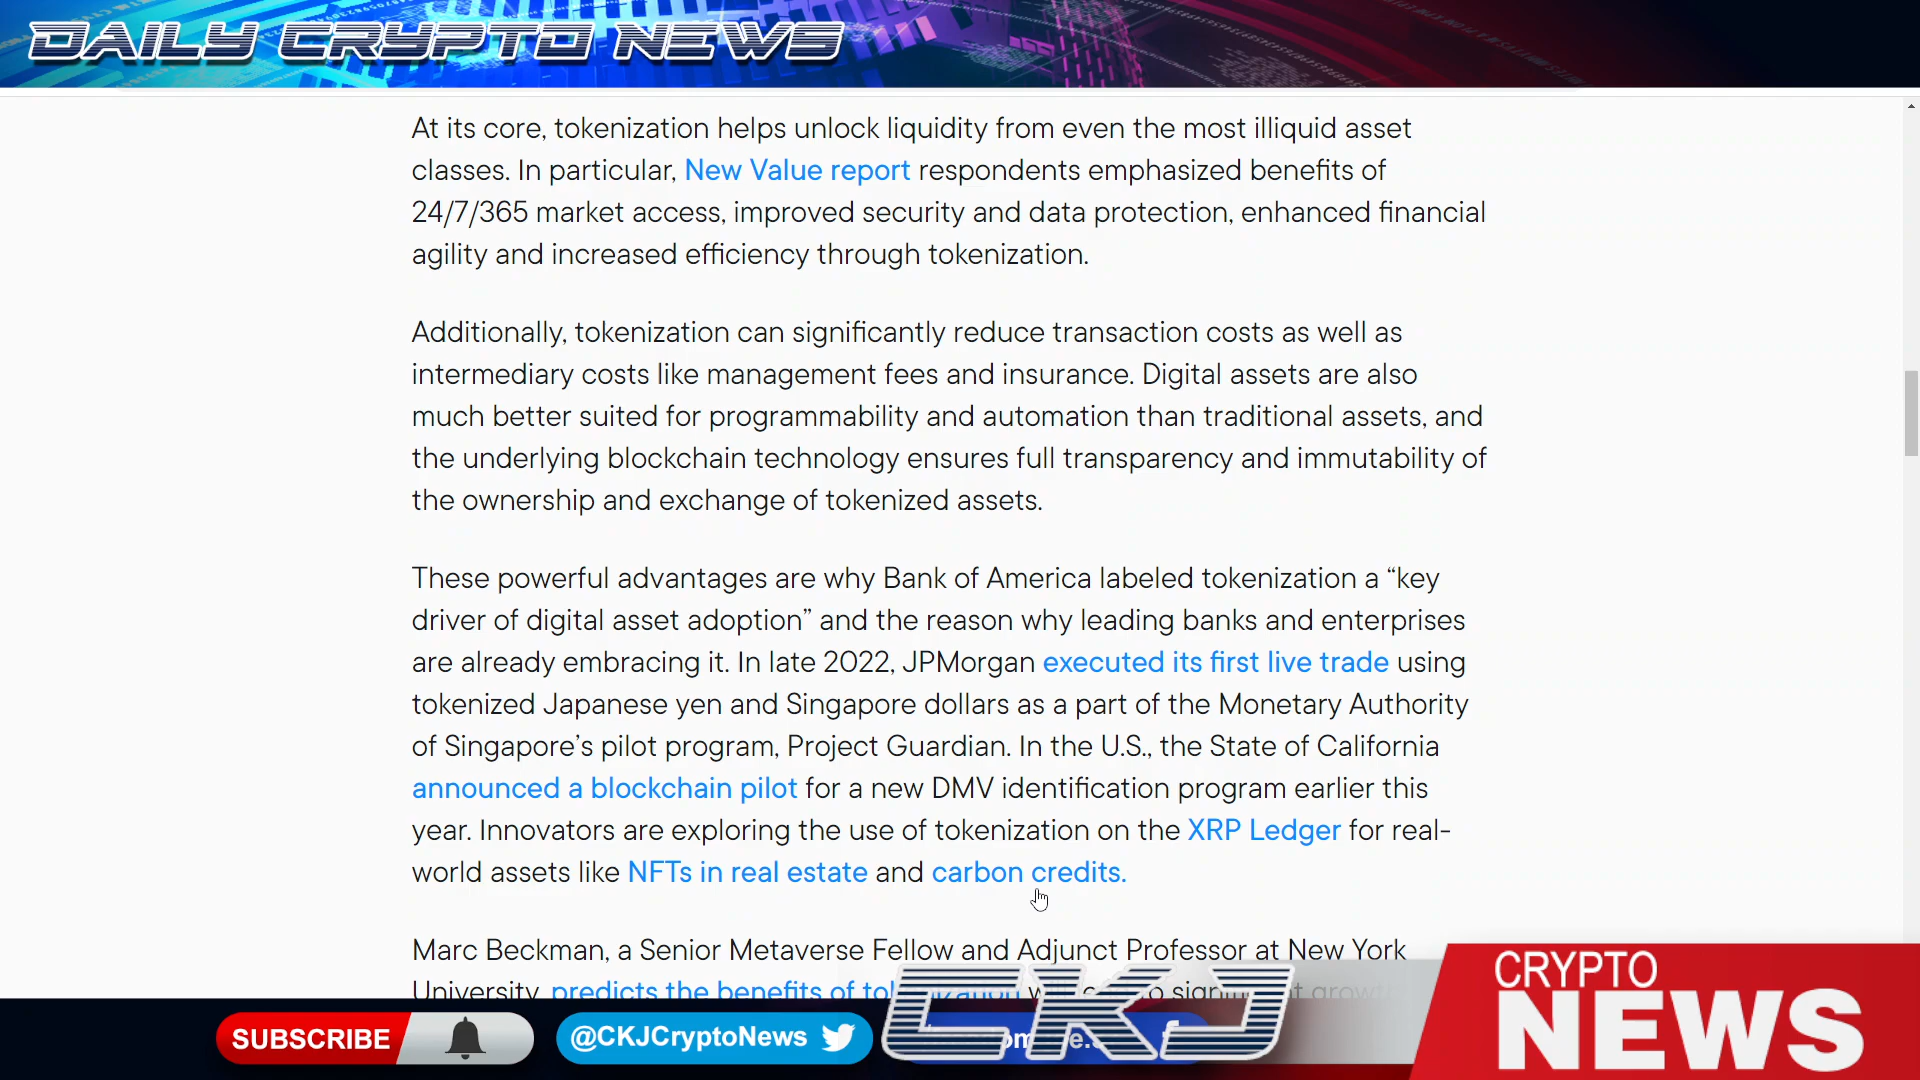 DAILY CRYPTO NEWS
At its core, tokenization helps unlock liquidity from even the most illiquid asset
classes. In particular, New Value report respondents emphasized benefits of
24/7/365 market access, improved security and data protection, enhanced financial
agility and increased efficiency through tokenization.
Additionally, tokenization can significantly reduce transaction costs as well as
intermediary costs like management fees and insurance. Digital assets are also
much better suited for programmability and automation than traditional assets, and
the underlying blockchain technology ensures full transparency and immutability of
the ownership and exchange of tokenized assets.
These powerful advantages are why Bank of America labeled tokenization a “key
driver of digital asset adoption” and the reason why leading banks and enterprises
are already embracing it. In late 2022, JPMorgan executed its first live trade using
tokenized Japanese yen and Singapore dollars as a part of the Monetary Authority
of Singapore’s pilot program, Project Guardian. In the U.S., the State of California
announced a blockchain pilot for a new DMV identification program earlier this
year. Innovators are exploring the use of tokenization on the XRP Ledger for real-
world assets like NFTs in real estate and carbon credits.
Marc Beckman, a Senior Metaverse Fellow and Adjunct Professor at New York
University, predicts the benefits of
SUBSCRIBE
@CKJCryptoNews
CKJ
CRYPTO
NEWS